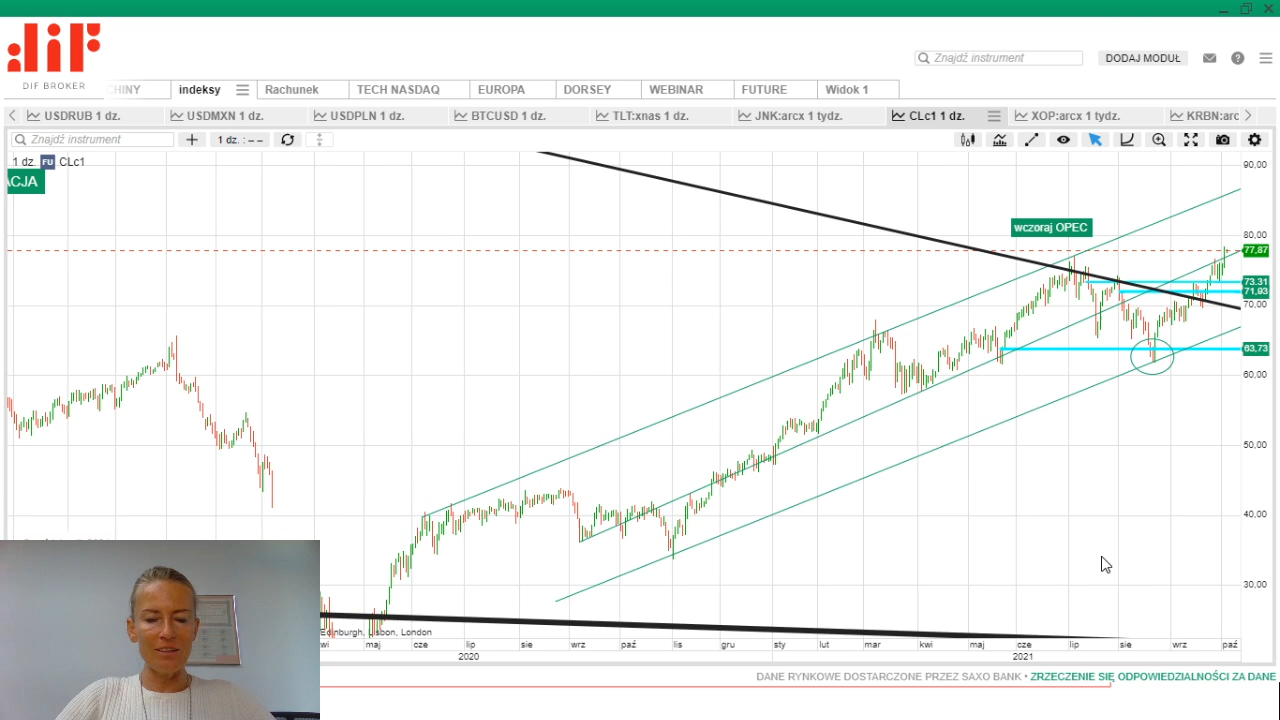 dif
DIF BROKER
Znajdź instrument
DODAJ MODUŁ
HINY
indeksy
Rachunek
TECH NASDAQ
EUROPA
DORSEY
WEBINAR
FUTURE
Widok 1
USDRUB 1 dz.
USDMXN 1 dz.
USDPLN 1 dz.
BTCUSD 1 dz.
TLT:xnas 1 dz.
JNK:arcx 1 tydz.
CLc1 1 dz.
XOP:arcx 1 tydz.
KRBN:arc
Znajdź instrument
1 dz. : – –
1 dz. FU CLc1
ACJA
wczoraj OPEC
90,00
80,00
77,87
73,31
71,93
70,00
63,73
60,00
50,00
40,00
30,00
Edinburgh, Lisbon, London
kwi maj cze lip sie wrz paź lis gru sty lut mar kwi maj cze lip sie wrz paź
2020 2021
DANE RYNKOWE DOSTARCZONE PRZEZ SAXO BANK • ZRZECZENIE SIĘ ODPOWIEDZIALNOŚCI ZA DANE